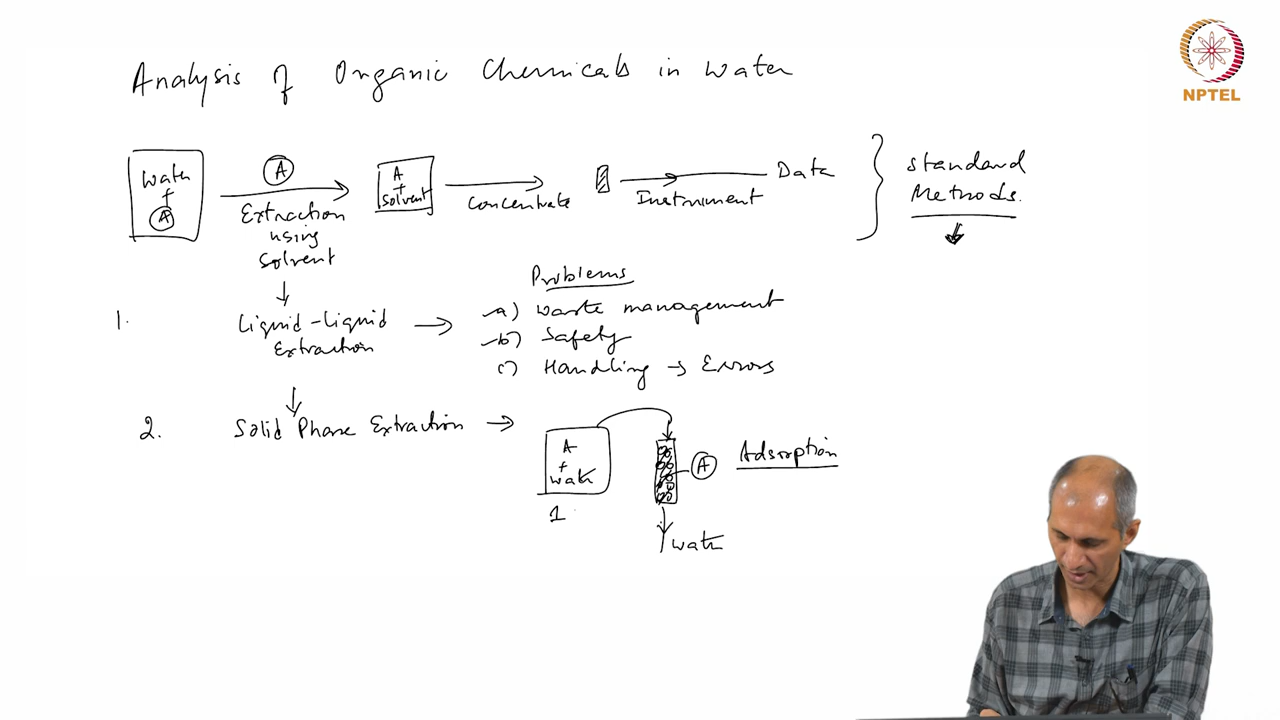 Analysis of Organic Chemicals in Water
NPTEL
Water
+
A
A
Extraction
using
Solvent
A
+
Solvent
Concentrate
Instrument
Data
Standard
Methods.
1. Liquid-Liquid
Extraction
Problems
a) Waste management
b) Safety
c) Handling → Errors
2. Solid Phase Extraction
A
+
Water
1
A
Adsorption
Water